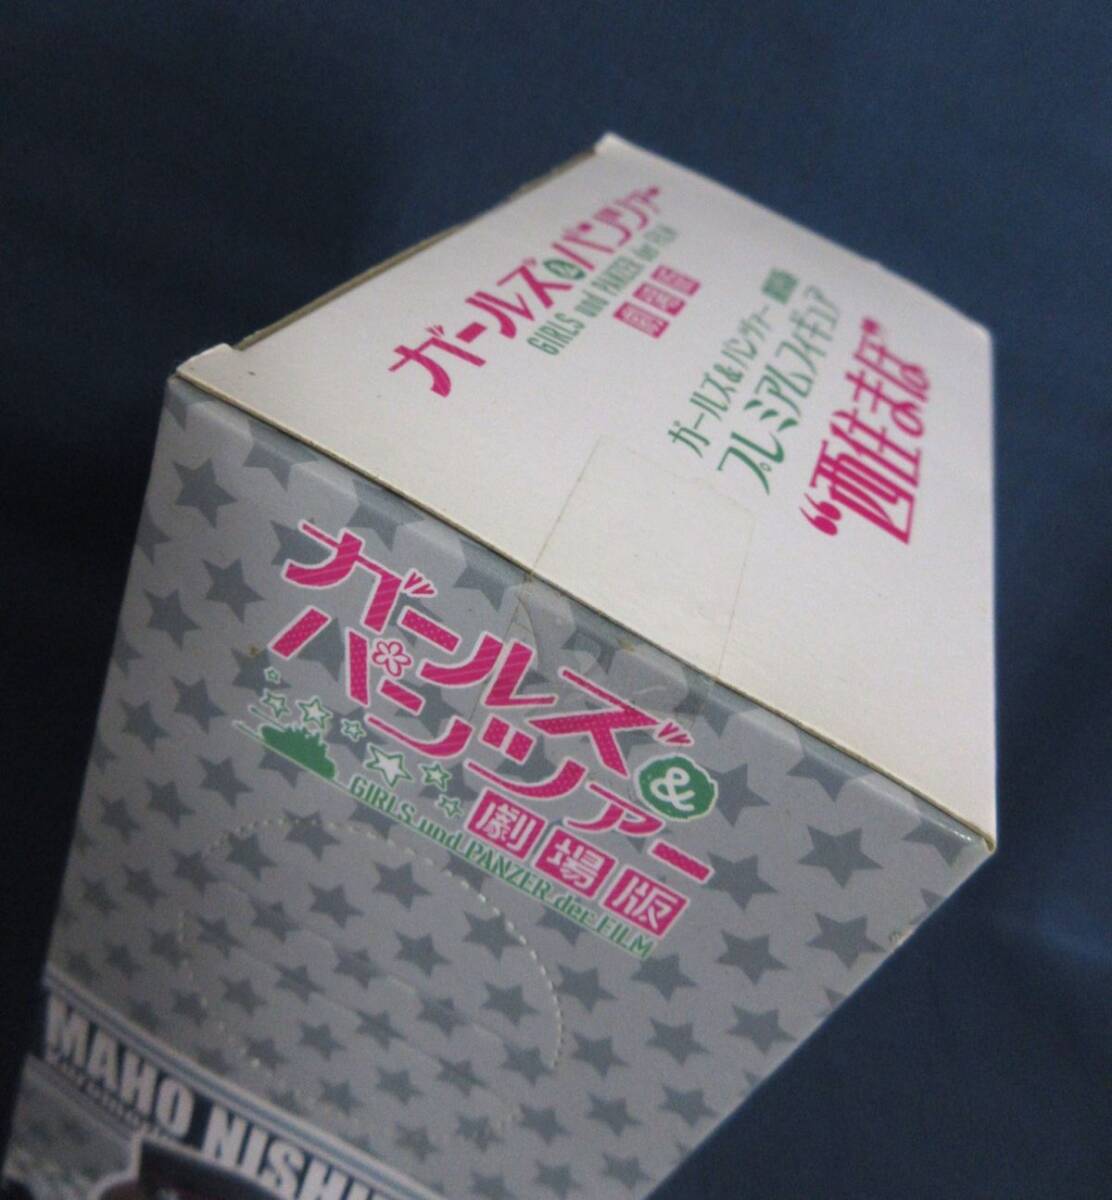 ガールズ&パンツァー
GIRLS und PANZER der FILM
劇場版
ガールズ&パンツァー 劇場版
プレミアムフィギュア
“西住まほ”
ガールズ&
パンツァー
劇場版
GIRLS und PANZER der FILM
MAHO NISHI